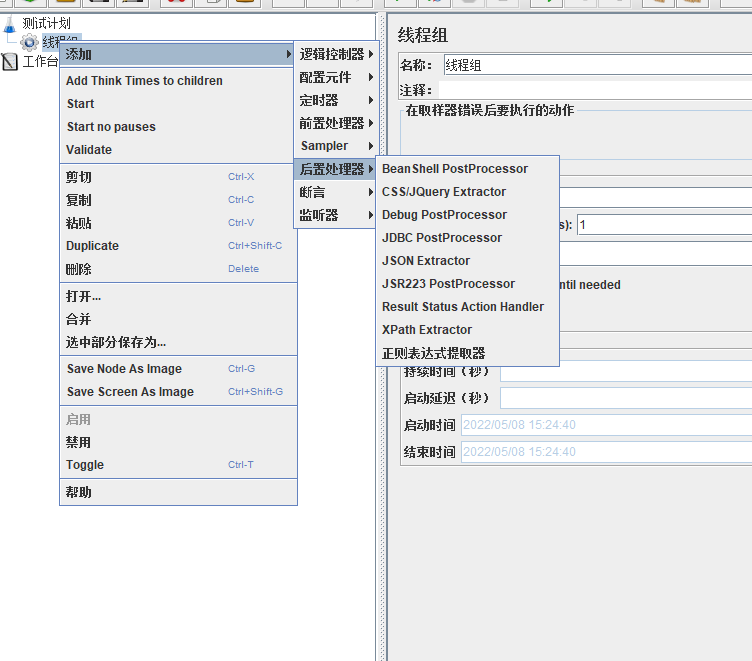 测试计划
线程组
工作台
添加
Add Think Times to children
Start
Start no pauses
Validate
剪切 Ctrl-X
复制 Ctrl-C
粘贴 Ctrl-V
Duplicate Ctrl+Shift-C
删除 Delete
打开...
合并
选中部分保存为...
Save Node As Image Ctrl-G
Save Screen As Image Ctrl+Shift-G
启用
禁用
Toggle Ctrl-T
帮助
逻辑控制器
配置元件
定时器
前置处理器
Sampler
后置处理器
断言
监听器
BeanShell PostProcessor
CSS/JQuery Extractor
Debug PostProcessor
JDBC PostProcessor
JSON Extractor
JSR223 PostProcessor
Result Status Action Handler
XPath Extractor
正则表达式提取器
线程组
名称： 线程组
注释：
在取样器错误后要执行的动作
s): 1
ntil needed
持续时间（秒）
启动延迟（秒）
启动时间 2022/05/08 15:24:40
结束时间 2022/05/08 15:24:40